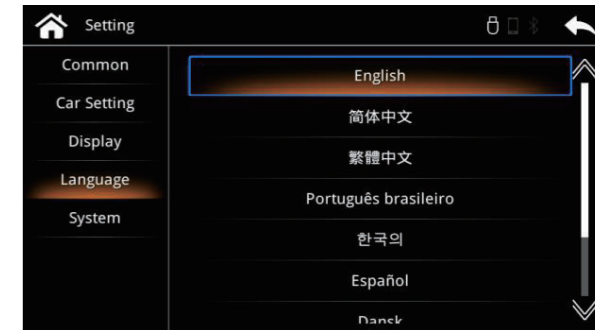 Setting
Common
Car Setting
Display
Language
System
English
简体中文
繁體中文
Português brasileiro
한국의
Español
Dansk